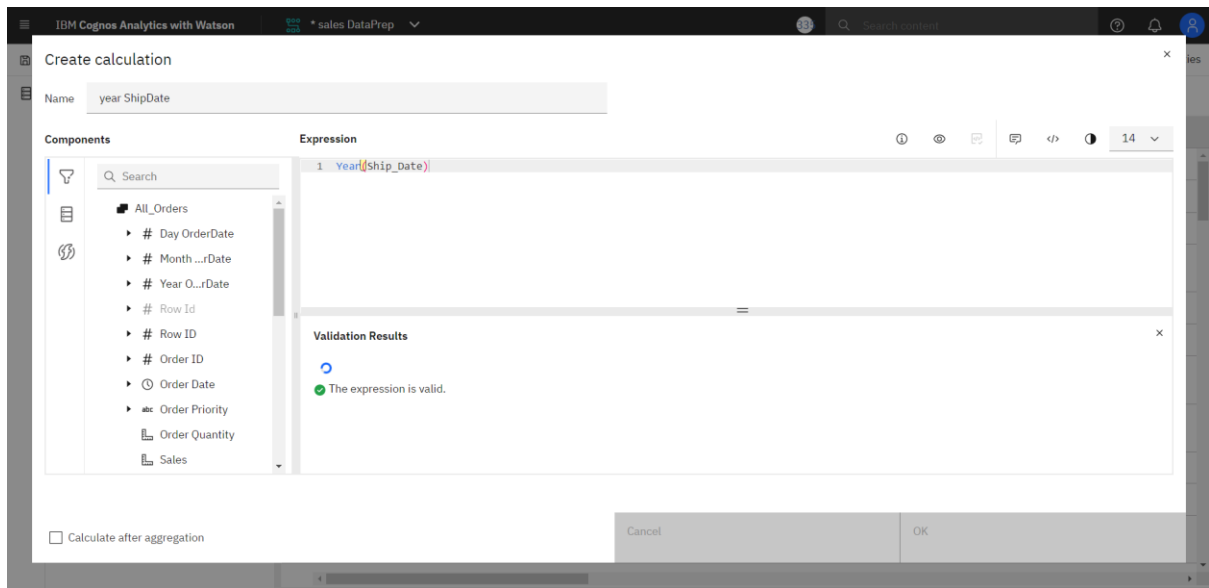 IBM Cognos Analytics with Watson
* sales DataPrep
Search content
ies
Create calculation
Name
year ShipDate
Components
Expression
14
Search
1 Year(Ship_Date)
All_Orders
# Day OrderDate
# Month ...rDate
# Year O...rDate
# Row Id
# Row ID
# Order ID
Order Date
abc Order Priority
Order Quantity
Sales
Validation Results
The expression is valid.
Calculate after aggregation
Cancel
OK